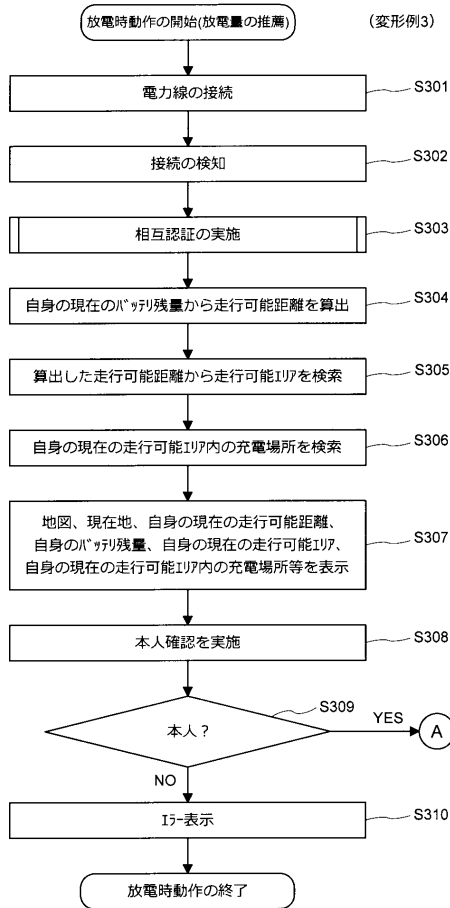 放電時動作の開始(放電量の推薦)
(変形例3)
電力線の接続
S301
接続の検知
S302
相互認証の実施
S303
自身の現在のﾊﾞｯﾃﾘ残量から走行可能距離を算出
S304
算出した走行可能距離から走行可能ｴﾘｱを検索
S305
自身の現在の走行可能ｴﾘｱ内の充電場所を検索
S306
地図、現在地、自身の現在の走行可能距離、
自身のﾊﾞｯﾃﾘ残量、自身の現在の走行可能ｴﾘｱ、
自身の現在の走行可能ｴﾘｱ内の充電場所等を表示
S307
本人確認を実施
S308
本人？
S309
YES
A
NO
ｴﾗｰ表示
S310
放電時動作の終了